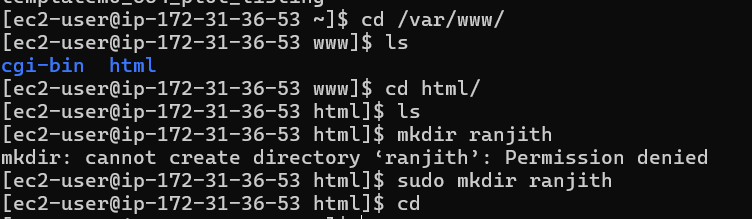 [ec2-user@ip-172-31-36-53 ~]$ cd /var/www/
[ec2-user@ip-172-31-36-53 www]$ ls
cgi-bin  html
[ec2-user@ip-172-31-36-53 www]$ cd html/
[ec2-user@ip-172-31-36-53 html]$ ls
[ec2-user@ip-172-31-36-53 html]$ mkdir ranjith
mkdir: cannot create directory ‘ranjith’: Permission denied
[ec2-user@ip-172-31-36-53 html]$ sudo mkdir ranjith
[ec2-user@ip-172-31-36-53 html]$ cd